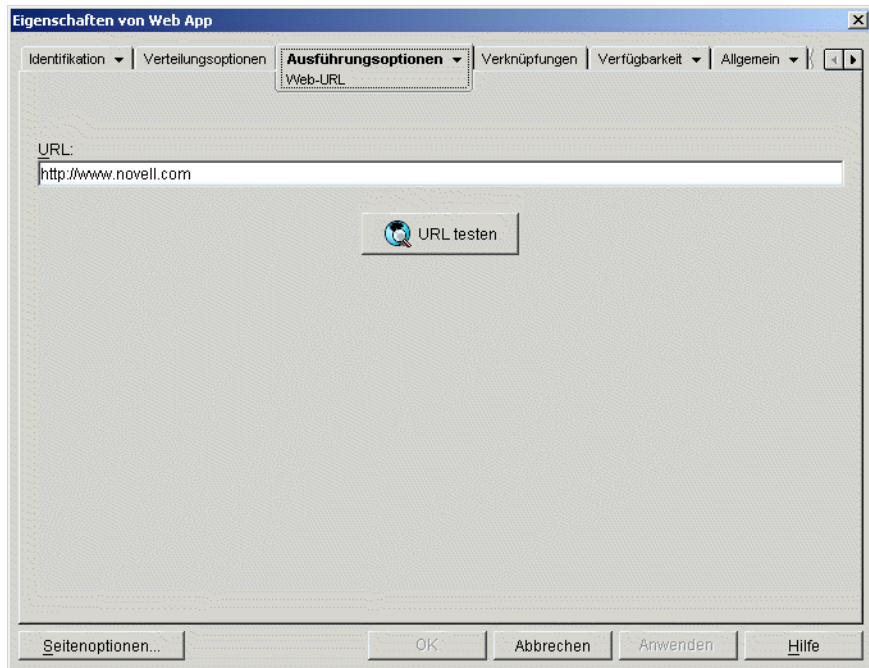 Eigenschaften von Web App
Identifikation Verteilungsoptionen Ausführungsoptionen Verknüpfungen Verfügbarkeit Allgemein
Web-URL
URL:
http://www.novell.com
URL testen
Seitenoptionen... OK Abbrechen Anwenden Hilfe